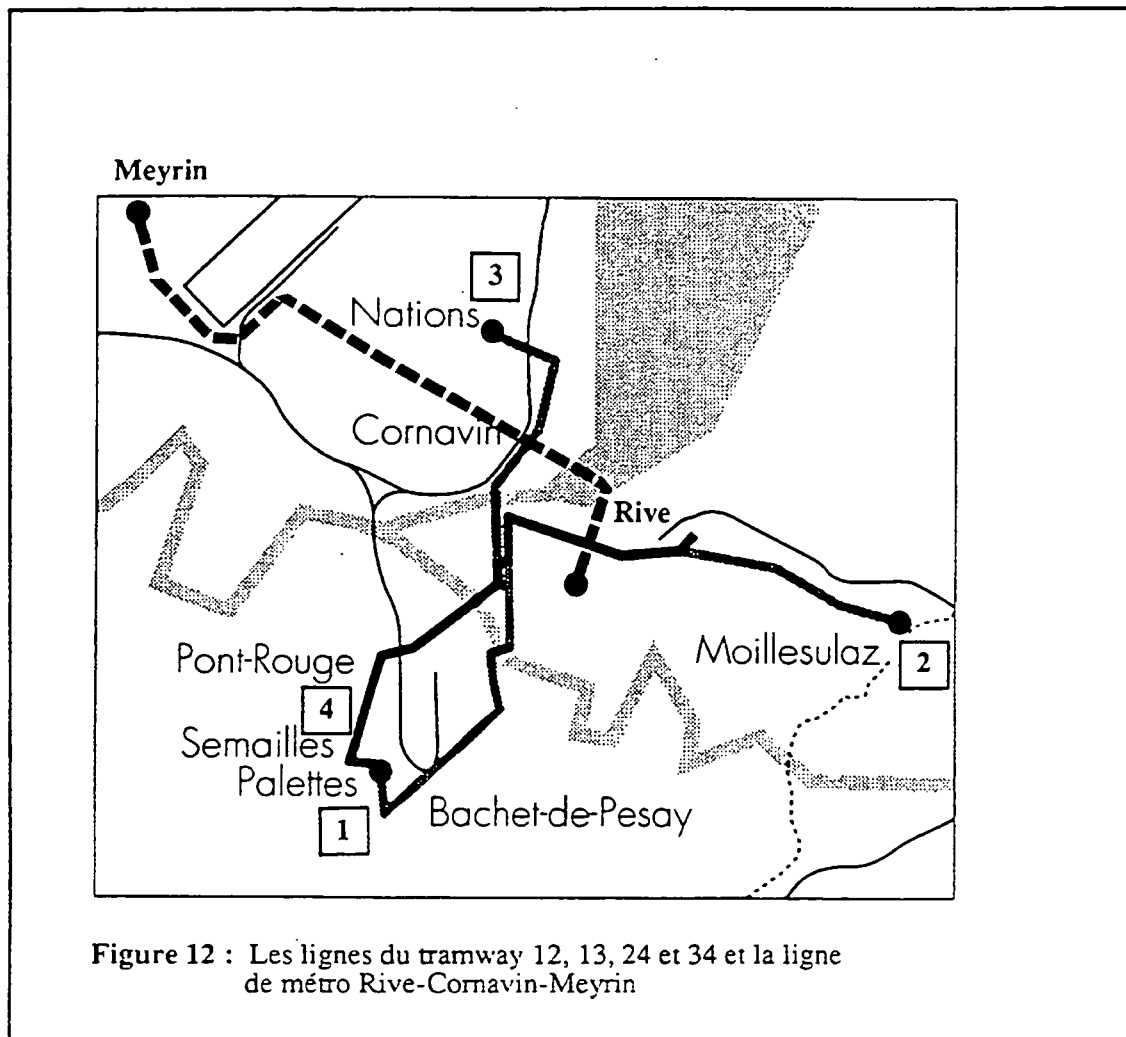 Meyrin
3
Nations
Cornavin
Rive
Pont-Rouge
Moillesulaz
2
4
Semailles
Palettes
Bachet-de-Pesay
1
Figure 12 : Les lignes du tramway 12, 13, 24 et 34 et la ligne
de métro Rive-Cornavin-Meyrin